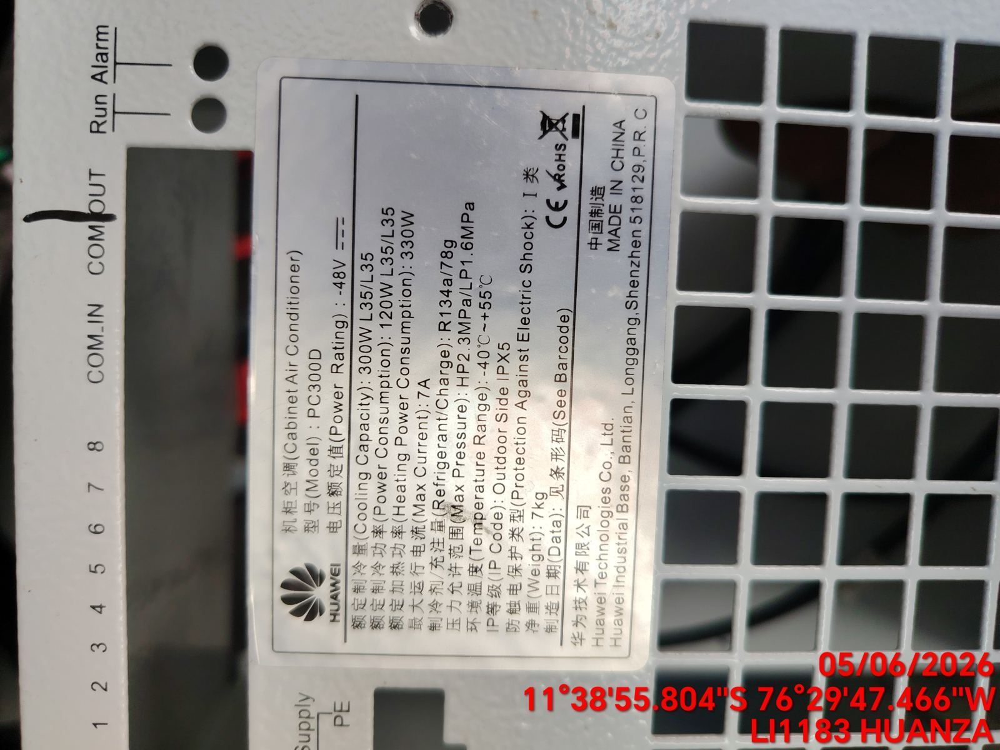 Run Alarm
COM_IN COM_OUT
1 2 3 4 5 6 7 8
Supply
PE
HUAWEI
机柜空调(Cabinet Air Conditioner)
型号(Model) : PC300D
电压额定值(Power Rating) : -48V
额定制冷量(Cooling Capacity): 300W L35/L35
额定制冷功率(Power Consumption): 120W L35/L35
额定加热功率(Heating Power Consumption): 330W
最大运行电流(Max Current): 7A
制冷剂/充注量(Refrigerant/Charge): R134a/78g
压力允许范围(Max Pressure): HP2.3MPa/LP1.6MPa
环境温度(Temperature Range): -40℃~+55℃
IP等级(IP Code): Outdoor Side IPX5
防触电保护类型(Protection Against Electric Shock): I 类
净重(Weight): 7kg
制造日期(Data): 见条形码(See Barcode)
CE RoHS
华为技术有限公司 中国制造
Huawei Technologies Co., Ltd. MADE IN CHINA
Huawei Industrial Base, Bantian, Longgang, Shenzhen 518129, P.R. C
05/06/2026
11°38'55.804"S 76°29'47.466"W
LI1183 HUANZA